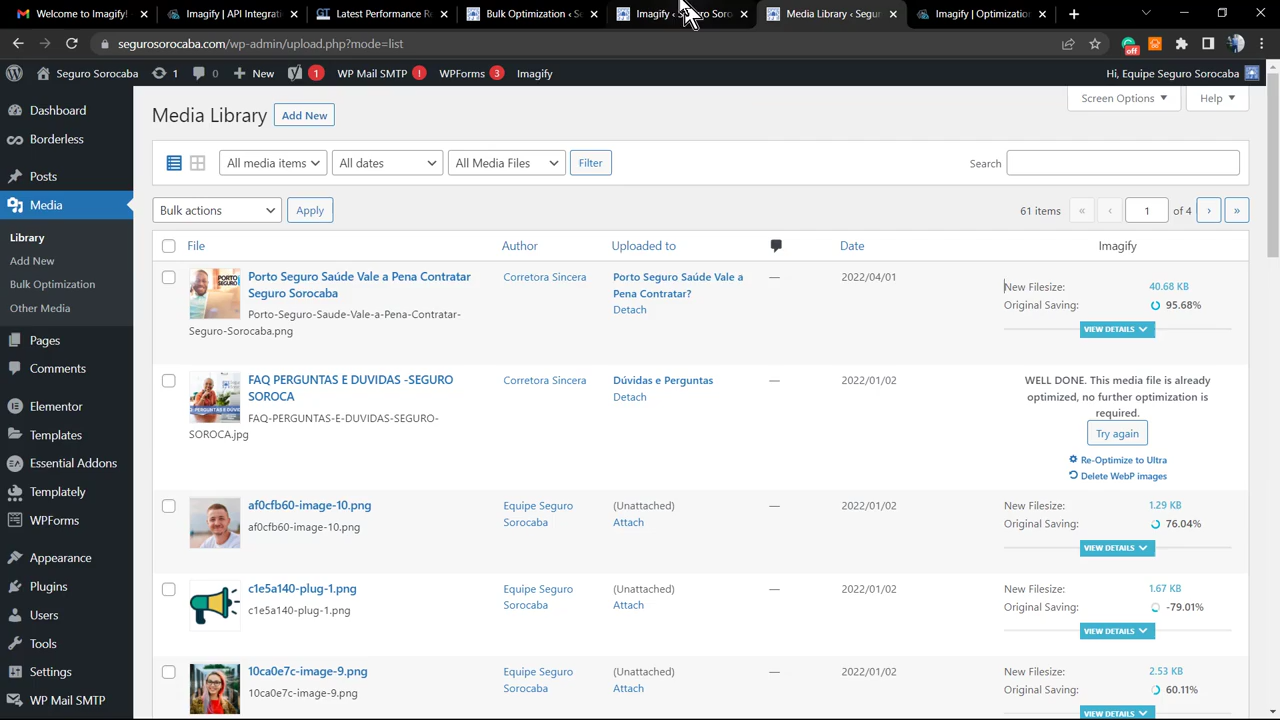 Welcome to Imagify!
Imagify | API Integrati
GT Latest Performance Re
Bulk Optimization ‹ Se
Imagify ‹ Seguro Soro
Media Library ‹ Segur
Imagify | Optimization
segurosorocaba.com/wp-admin/upload.php?mode=list
off
Seguro Sorocaba 1 0 New 1 WP Mail SMTP ! WPForms 3 Imagify Hi, Equipe Seguro Sorocaba
Dashboard
Borderless
Posts
Media
Library
Add New
Bulk Optimization
Other Media
Pages
Comments
Elementor
Templates
Essential Addons
Templately
WPForms
Appearance
Plugins
Users
Tools
Settings
WP Mail SMTP
Media Library Add New
Screen Options Help
All media items All dates All Media Files Filter Search
Bulk actions Apply 61 items « ‹ 1 of 4 › »
File Author Uploaded to Date Imagify
Porto Seguro Saúde Vale a Pena Contratar
Seguro Sorocaba
Porto-Seguro-Saude-Vale-a-Pena-Contratar-
Seguro-Sorocaba.png
Corretora Sincera
Porto Seguro Saúde Vale a
Pena Contratar?
Detach
—
2022/04/01
New Filesize: 40.68 KB
Original Saving: 95.68%
VIEW DETAILS
FAQ PERGUNTAS E DUVIDAS -SEGURO
SOROCA
FAQ-PERGUNTAS-E-DUVIDAS-SEGURO-
SOROCA.jpg
Corretora Sincera
Dúvidas e Perguntas
Detach
—
2022/01/02
WELL DONE. This media file is already
optimized, no further optimization is
required.
Try again
Re-Optimize to Ultra
Delete WebP images
af0cfb60-image-10.png
af0cfb60-image-10.png
Equipe Seguro
Sorocaba
(Unattached)
Attach
—
2022/01/02
New Filesize: 1.29 KB
Original Saving: 76.04%
VIEW DETAILS
c1e5a140-plug-1.png
c1e5a140-plug-1.png
Equipe Seguro
Sorocaba
(Unattached)
Attach
—
2022/01/02
New Filesize: 1.67 KB
Original Saving: -79.01%
VIEW DETAILS
10ca0e7c-image-9.png
10ca0e7c-image-9.png
Equipe Seguro
Sorocaba
(Unattached)
Attach
—
2022/01/02
New Filesize: 2.53 KB
Original Saving: 60.11%
VIEW DETAILS